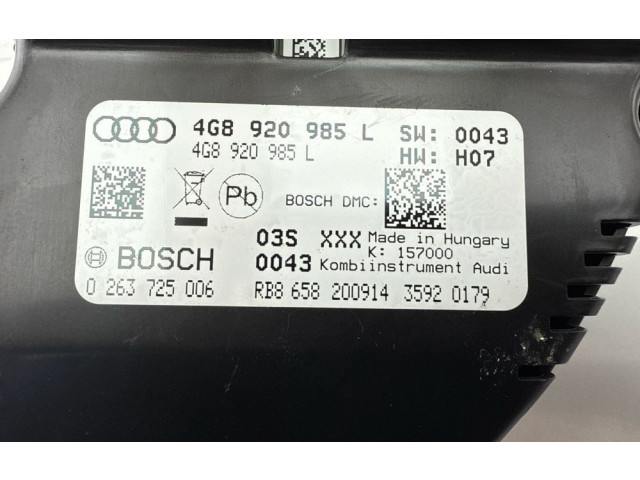 4G8 920 985 L SW: 0043
4G8 920 985 L HW: H07
Pb BOSCH DMC:
03S XXX Made in Hungary
K: 157000
BOSCH 0043 Kombiinstrument Audi
0 263 725 006 RB8 658 200914 3592 0179